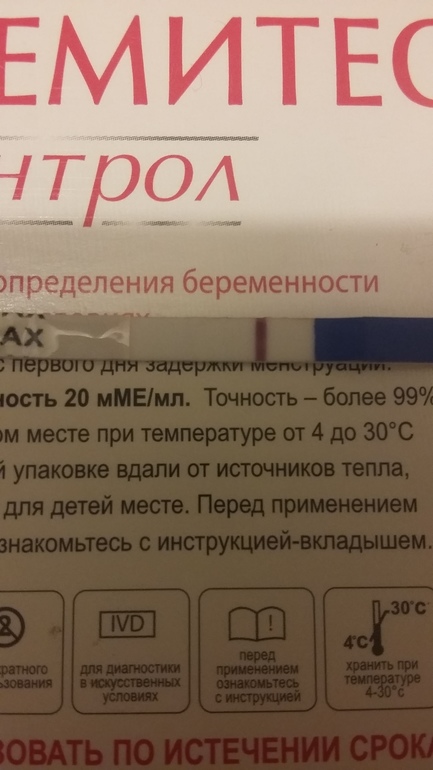 ЕМИТЕС
нтрол
определения беременности
АХ
с первого дня задержки менструации.
ность 20 мМЕ/мл. Точность – более 99%
ом месте при температуре от 4 до 30°С
й упаковке вдали от источников тепла,
для детей месте. Перед применением
знакомьтесь с инструкцией-вкладышем.
2
кратного
ьзования
IVD
для диагностики
в искусственных
условиях
!
перед
применением
ознакомьтесь
с инструкцией
30°С
4°С
хранить при
температуре
4-30°с
ЗОВАТЬ ПО ИСТЕЧЕНИИ СРОКА